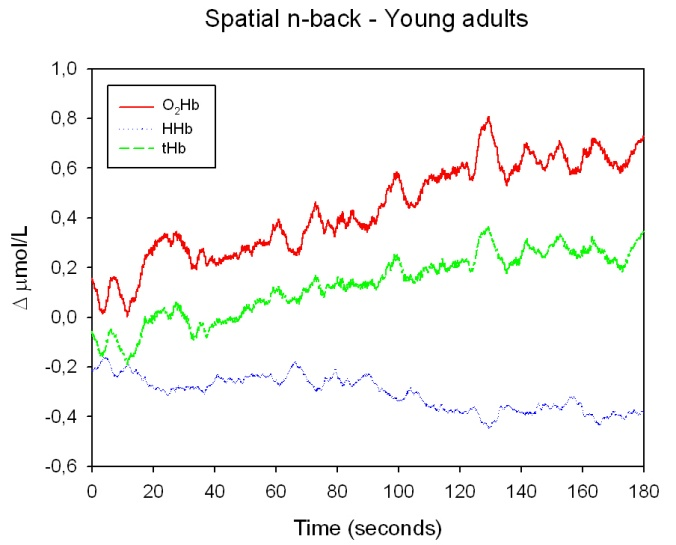 Spatial n-back - Young adults
1,0
0,8
0,6
0,4
0,2
0,0
-0,2
-0,4
-0,6
Δ μmol/L
O₂Hb
HHb
tHb
0 20 40 60 80 100 120 140 160 180
Time (seconds)